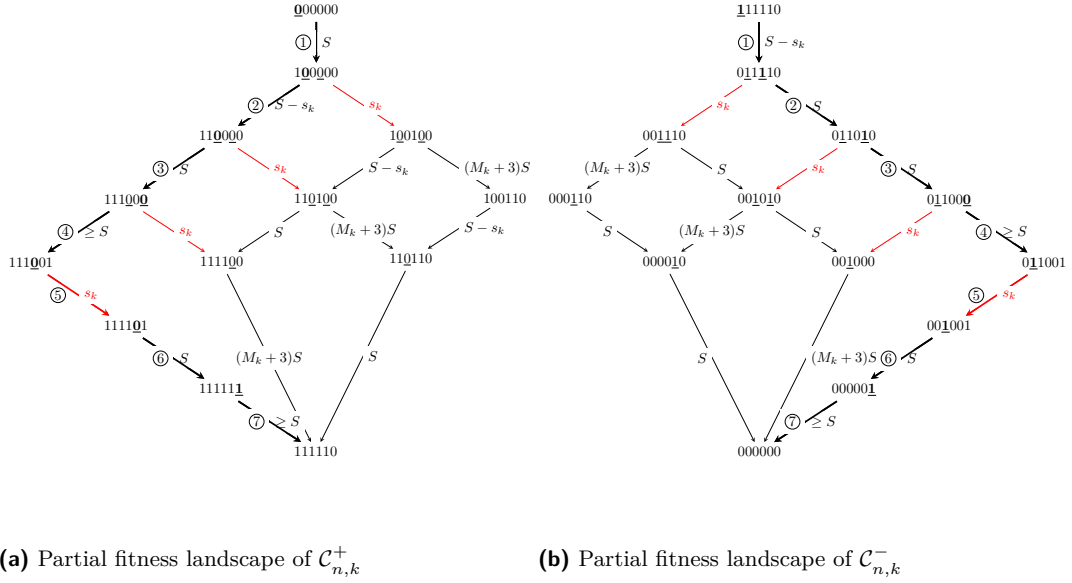 000000 111110
① S ① S − s_k
100000 011110
② S − s_k s_k s_k ② S
110000 100100 001110 011010
③ S s_k S − s_k (M_k + 3)S (M_k + 3)S S s_k ③ S
111000 110100 100110 000110 001010 011000
④ ≥ S s_k S (M_k + 3)S S − s_k S (M_k + 3)S S s_k ④ ≥ S
111001 111100 110110 000010 001000 011001
⑤ s_k ⑤ s_k
111101 001001
⑥ S (M_k + 3)S S S (M_k + 3)S ⑥ S
111111 000001
⑦ ≥ S ⑦ ≥ S
111110 000000
(a) Partial fitness landscape of C⁺_{n,k} (b) Partial fitness landscape of C⁻_{n,k}